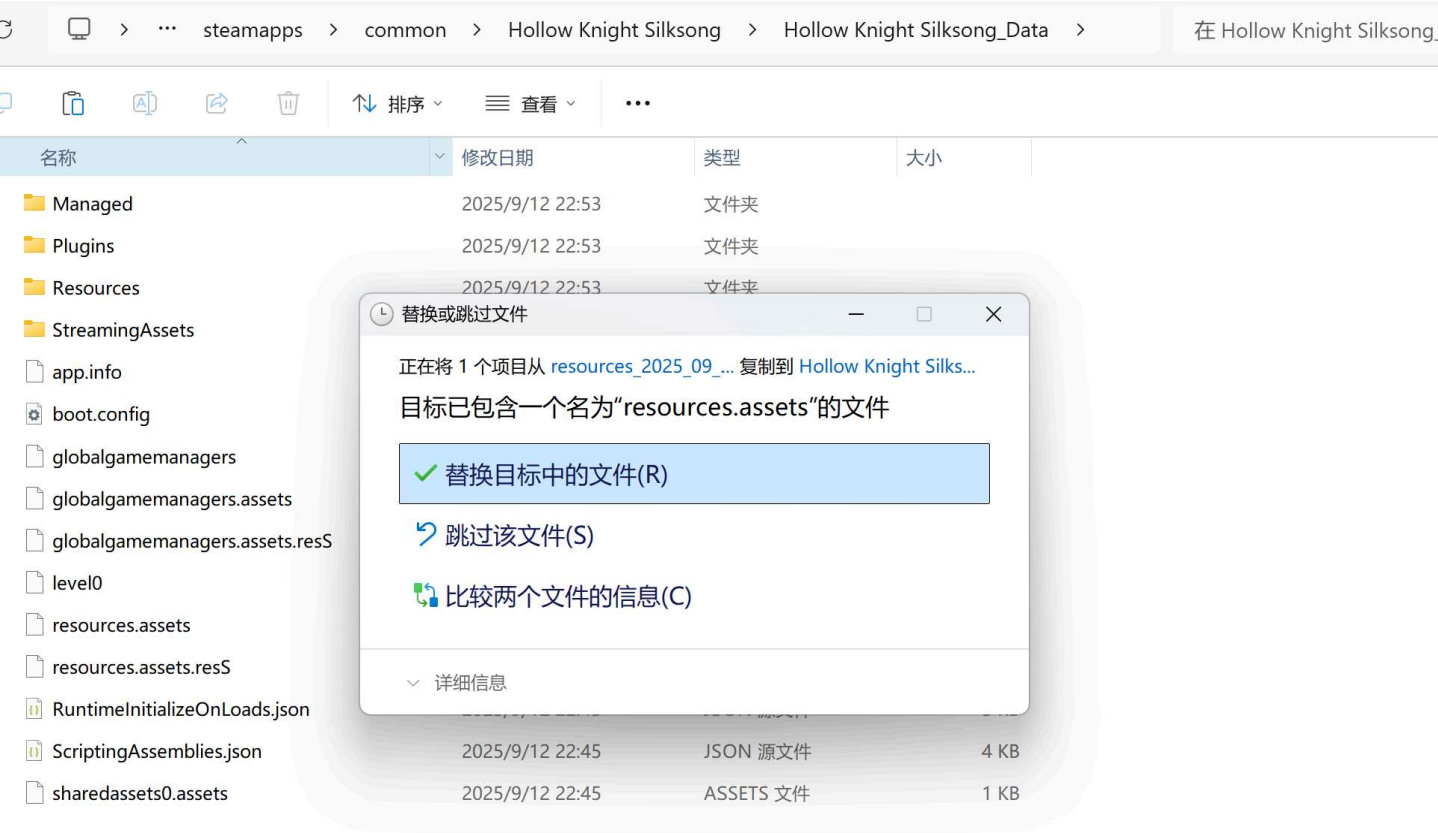 ··· steamapps > common > Hollow Knight Silksong > Hollow Knight Silksong_Data > 在 Hollow Knight Silksong_
排序 查看 ···
名称 修改日期 类型 大小
Managed 2025/9/12 22:53 文件夹
Plugins 2025/9/12 22:53 文件夹
Resources 2025/9/12 22:53 文件夹
StreamingAssets
app.info
boot.config
globalgamemanagers
globalgamemanagers.assets
globalgamemanagers.assets.resS
level0
resources.assets
resources.assets.resS
RuntimeInitializeOnLoads.json
ScriptingAssemblies.json 2025/9/12 22:45 JSON 源文件 4 KB
sharedassets0.assets 2025/9/12 22:45 ASSETS 文件 1 KB
替换或跳过文件
正在将 1 个项目从 resources_2025_09_... 复制到 Hollow Knight Silks...
目标已包含一个名为“resources.assets”的文件
替换目标中的文件(R)
跳过该文件(S)
比较两个文件的信息(C)
详细信息